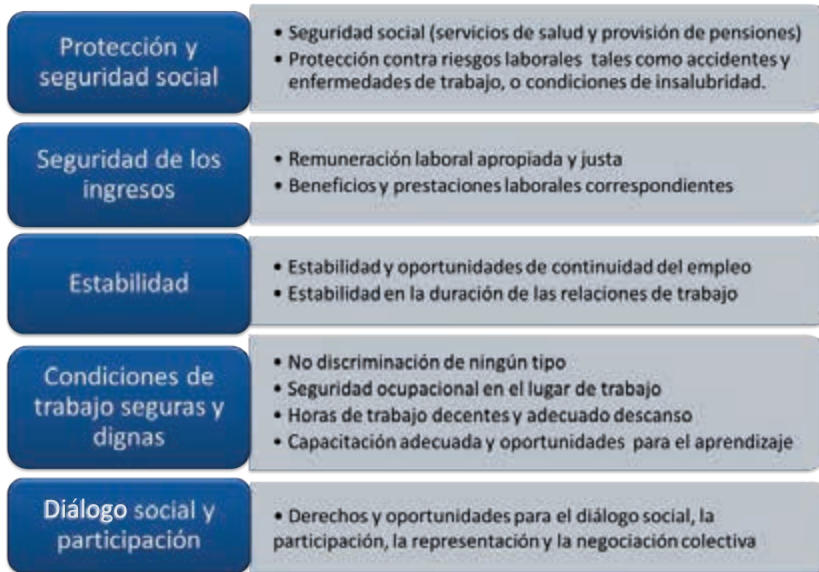 Protección y
seguridad social
• Seguridad social (servicios de salud y provisión de pensiones)
• Protección contra riesgos laborales tales como accidentes y
enfermedades de trabajo, o condiciones de insalubridad.
Seguridad de los
ingresos
• Remuneración laboral apropiada y justa
• Beneficios y prestaciones laborales correspondientes
Estabilidad
• Estabilidad y oportunidades de continuidad del empleo
• Estabilidad en la duración de las relaciones de trabajo
Condiciones de
trabajo seguras y
dignas
• No discriminación de ningún tipo
• Seguridad ocupacional en el lugar de trabajo
• Horas de trabajo decentes y adecuado descanso
• Capacitación adecuada y oportunidades para el aprendizaje
Diálogo social y
participación
• Derechos y oportunidades para el diálogo social, la
participación, la representación y la negociación colectiva